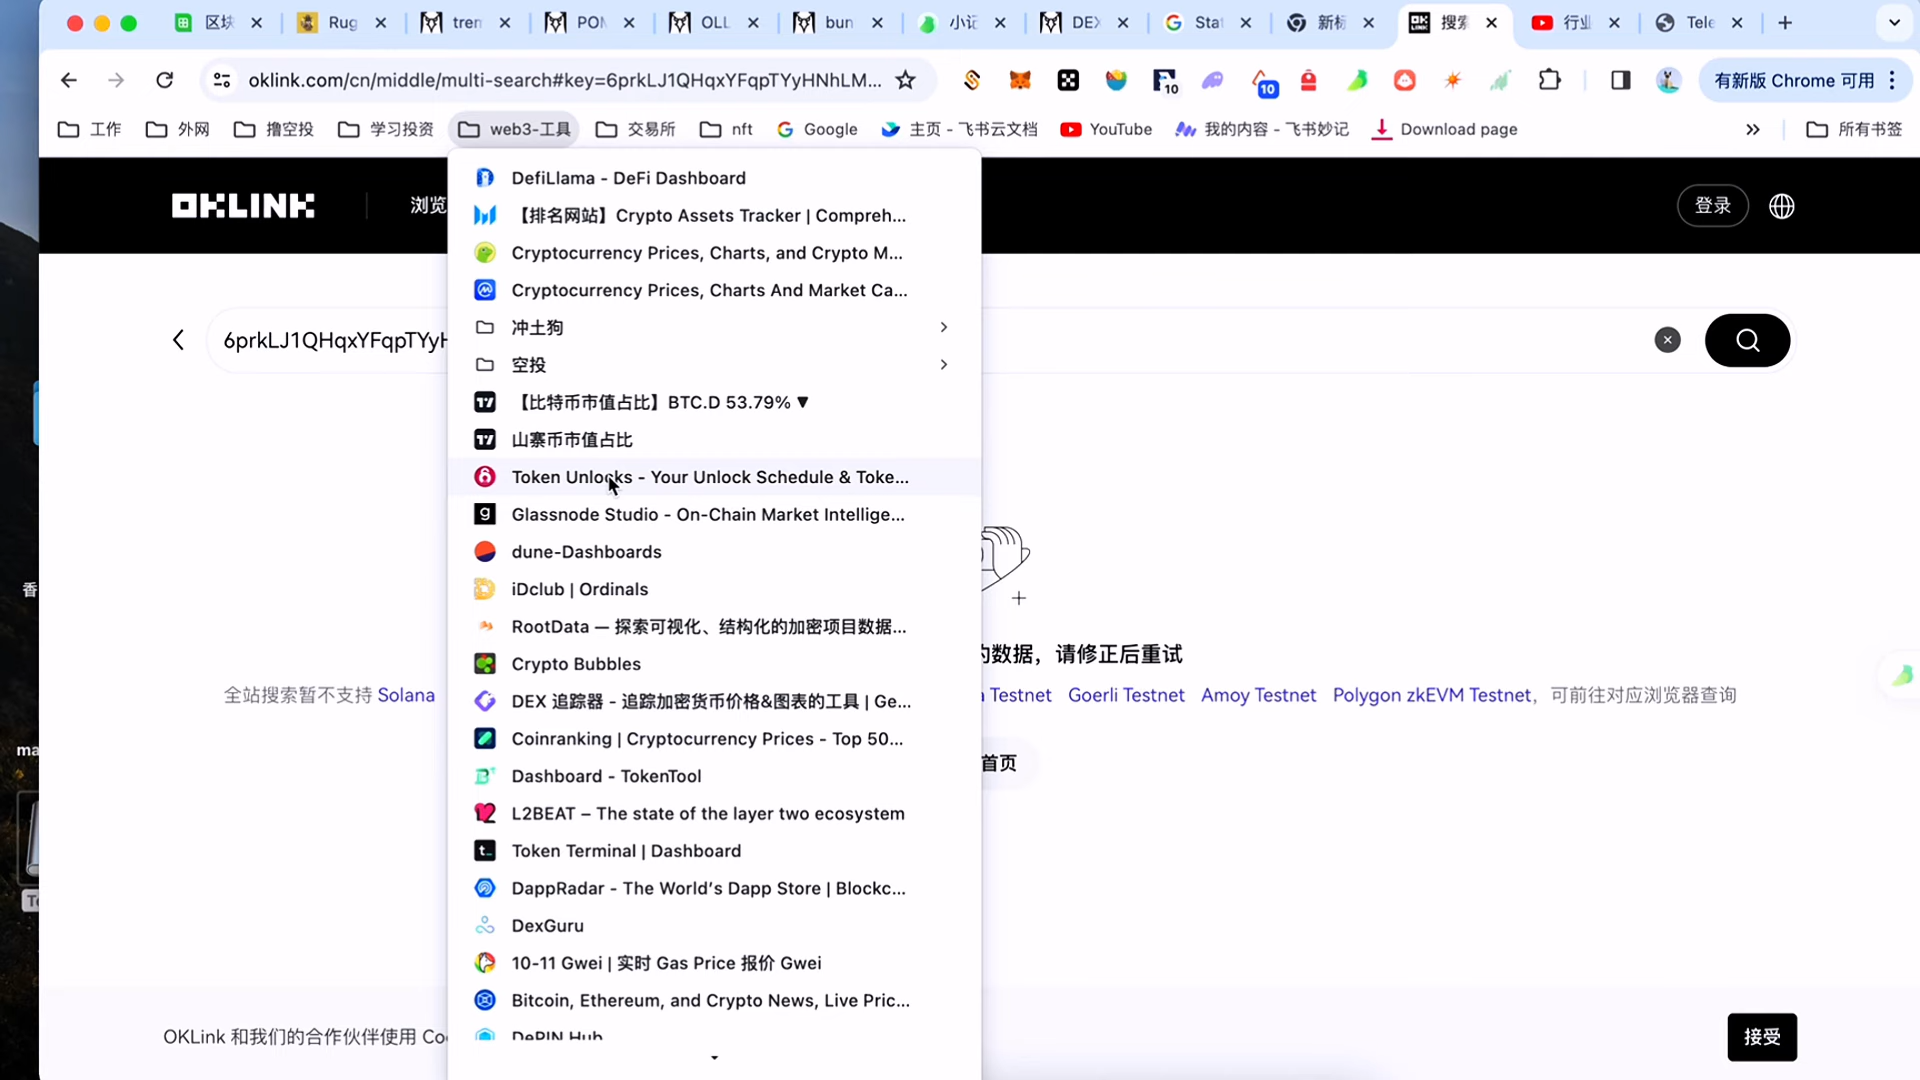 区块
Rug
tren
PO
OLL
bun
小记
DEX
Stat
新标
搜索
行业
Tele
oklink.com/cn/middle/multi-search#key=6prkLJ1QHqxYFqpTYyHNhLM...
10
10
有新版 Chrome 可用
工作
外网
撸空投
学习投资
web3-工具
交易所
nft
Google
主页 - 飞书云文档
YouTube
我的内容 - 飞书妙记
Download page
所有书签
OKLINK
浏览
登录
6prkLJ1QHqxYFqpTYyH
DefiLlama - DeFi Dashboard
【排名网站】Crypto Assets Tracker | Compreh...
Cryptocurrency Prices, Charts, and Crypto M...
Cryptocurrency Prices, Charts And Market Ca...
冲土狗
空投
【比特币市值占比】BTC.D 53.79% ▼
山寨币市值占比
Token Unlocks - Your Unlock Schedule & Toke...
Glassnode Studio - On-Chain Market Intellige...
dune-Dashboards
iDclub | Ordinals
RootData — 探索可视化、结构化的加密项目数据...
Crypto Bubbles
DEX 追踪器 - 追踪加密货币价格&图表的工具 | Ge...
Coinranking | Cryptocurrency Prices - Top 50...
Dashboard - TokenTool
L2BEAT – The state of the layer two ecosystem
Token Terminal | Dashboard
DappRadar - The World's Dapp Store | Blockc...
DexGuru
10-11 Gwei | 实时 Gas Price 报价 Gwei
Bitcoin, Ethereum, and Crypto News, Live Pric...
DePIN Hub
的数据，请修正后重试
全站搜索暂不支持 Solana
a Testnet Goerli Testnet Amoy Testnet Polygon zkEVM Testnet，可前往对应浏览器查询
首页
OKLink 和我们的合作伙伴使用 Coo
接受
香
ma